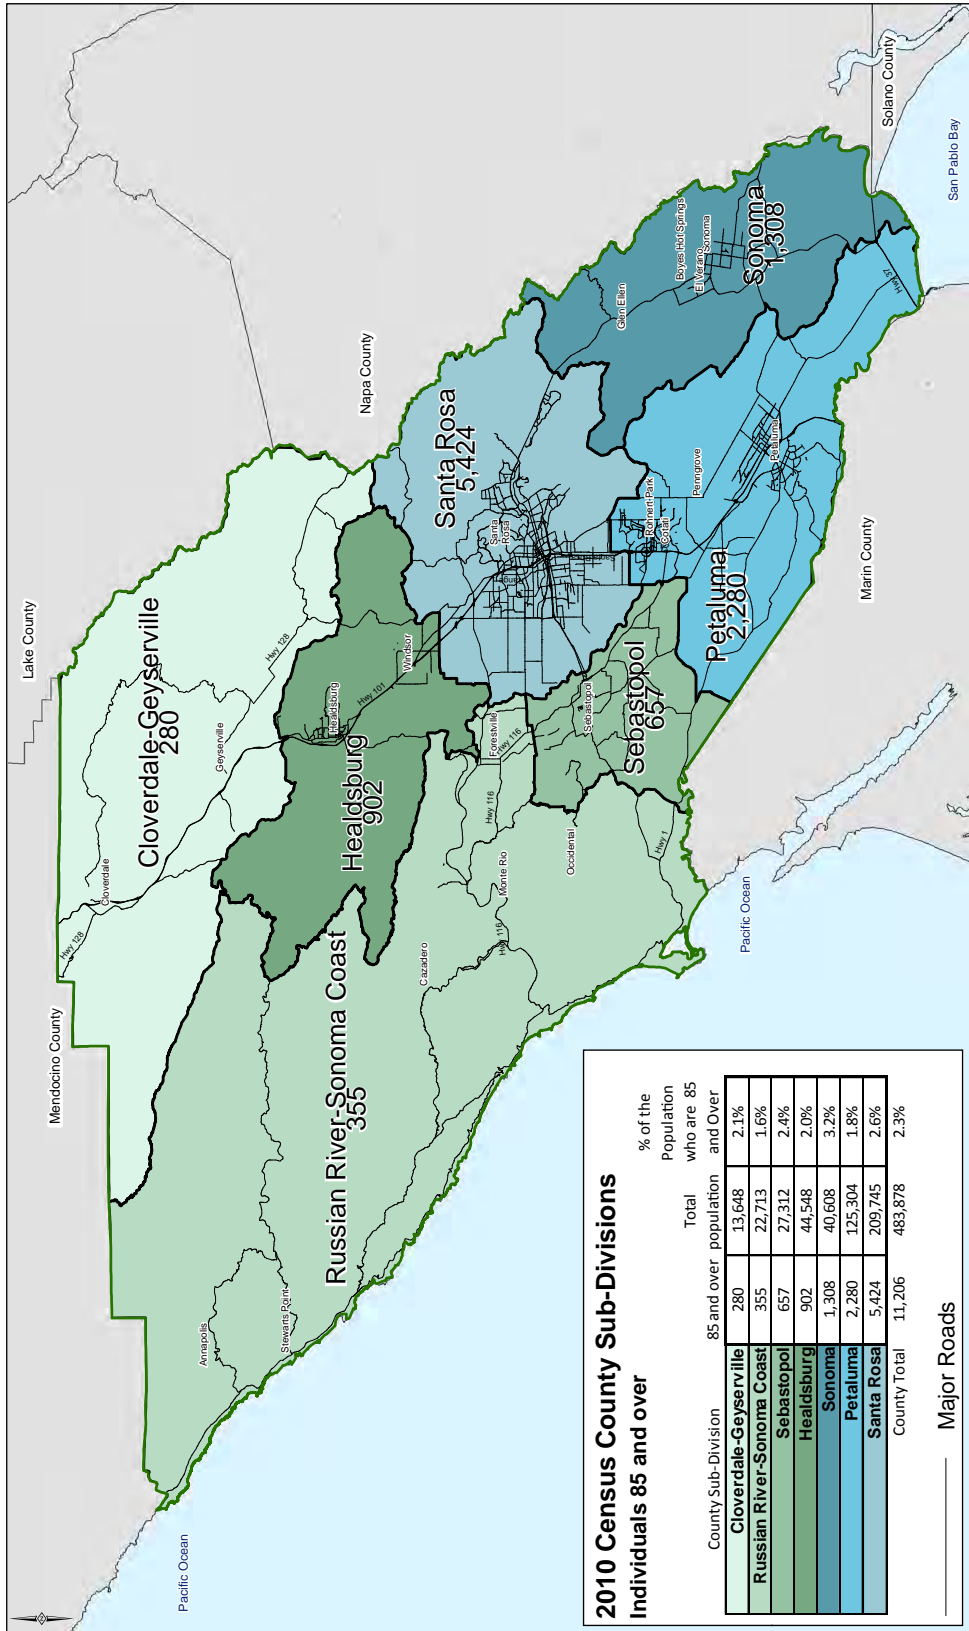 Mendocino County
Lake County
Napa County
Solano County
San Pablo Bay
Marin County
Pacific Ocean
Pacific Ocean
Cloverdale-Geyserville
280
Russian River-Sonoma Coast
355
Healdsburg
902
Santa Rosa
5,424
Sebastopol
657
Petaluma
2,280
Sonoma
1,308
Hwy 128
Cloverdale
Geyserville
Hwy 128
Annapolis
Stewarts Point
Cazadero
Hwy 116
Monte Rio
Hwy 116
Occidental
Hwy 1
Healdsburg
Hwy 101
Windsor
Forestville
Hwy 116
Sebastopol
Santa
Rosa
Rohnert Park
Cotati
Penngrove
Petaluma
Glen Ellen
Boyes Hot Springs
El Verano
Sonoma
Hwy 37
2010 Census County Sub-Divisions
Individuals 85 and over
County Sub-Division 85 and over Total population % of the Population who are 85 and Over
Cloverdale-Geyserville 280 13,648 2.1%
Russian River-Sonoma Coast 355 22,713 1.6%
Sebastopol 657 27,312 2.4%
Healdsburg 902 44,548 2.0%
Sonoma 1,308 40,608 3.2%
Petaluma 2,280 125,304 1.8%
Santa Rosa 5,424 209,745 2.6%
County Total 11,206 483,878 2.3%
Major Roads